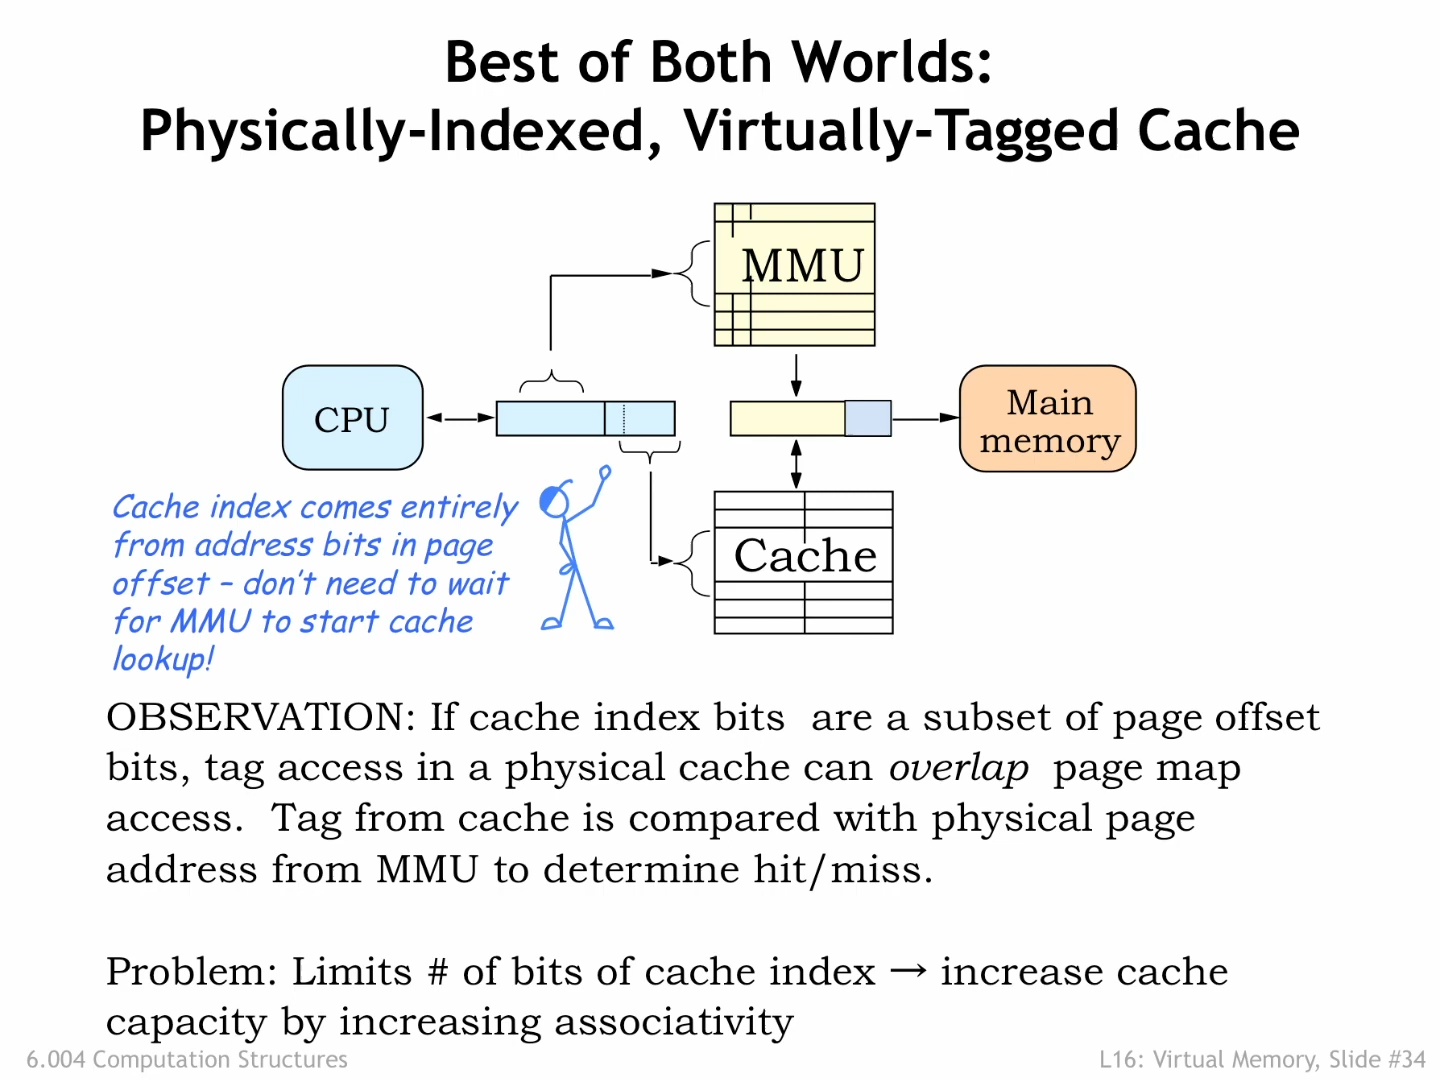 Best of Both Worlds:
Physically-Indexed, Virtually-Tagged Cache
MMU
CPU
Main
memory
Cache index comes entirely
from address bits in page
offset – don't need to wait
for MMU to start cache
lookup!
Cache
OBSERVATION: If cache index bits are a subset of page offset
bits, tag access in a physical cache can overlap page map
access. Tag from cache is compared with physical page
address from MMU to determine hit/miss.
Problem: Limits # of bits of cache index → increase cache
capacity by increasing associativity
6.004 Computation Structures
L16: Virtual Memory, Slide #34